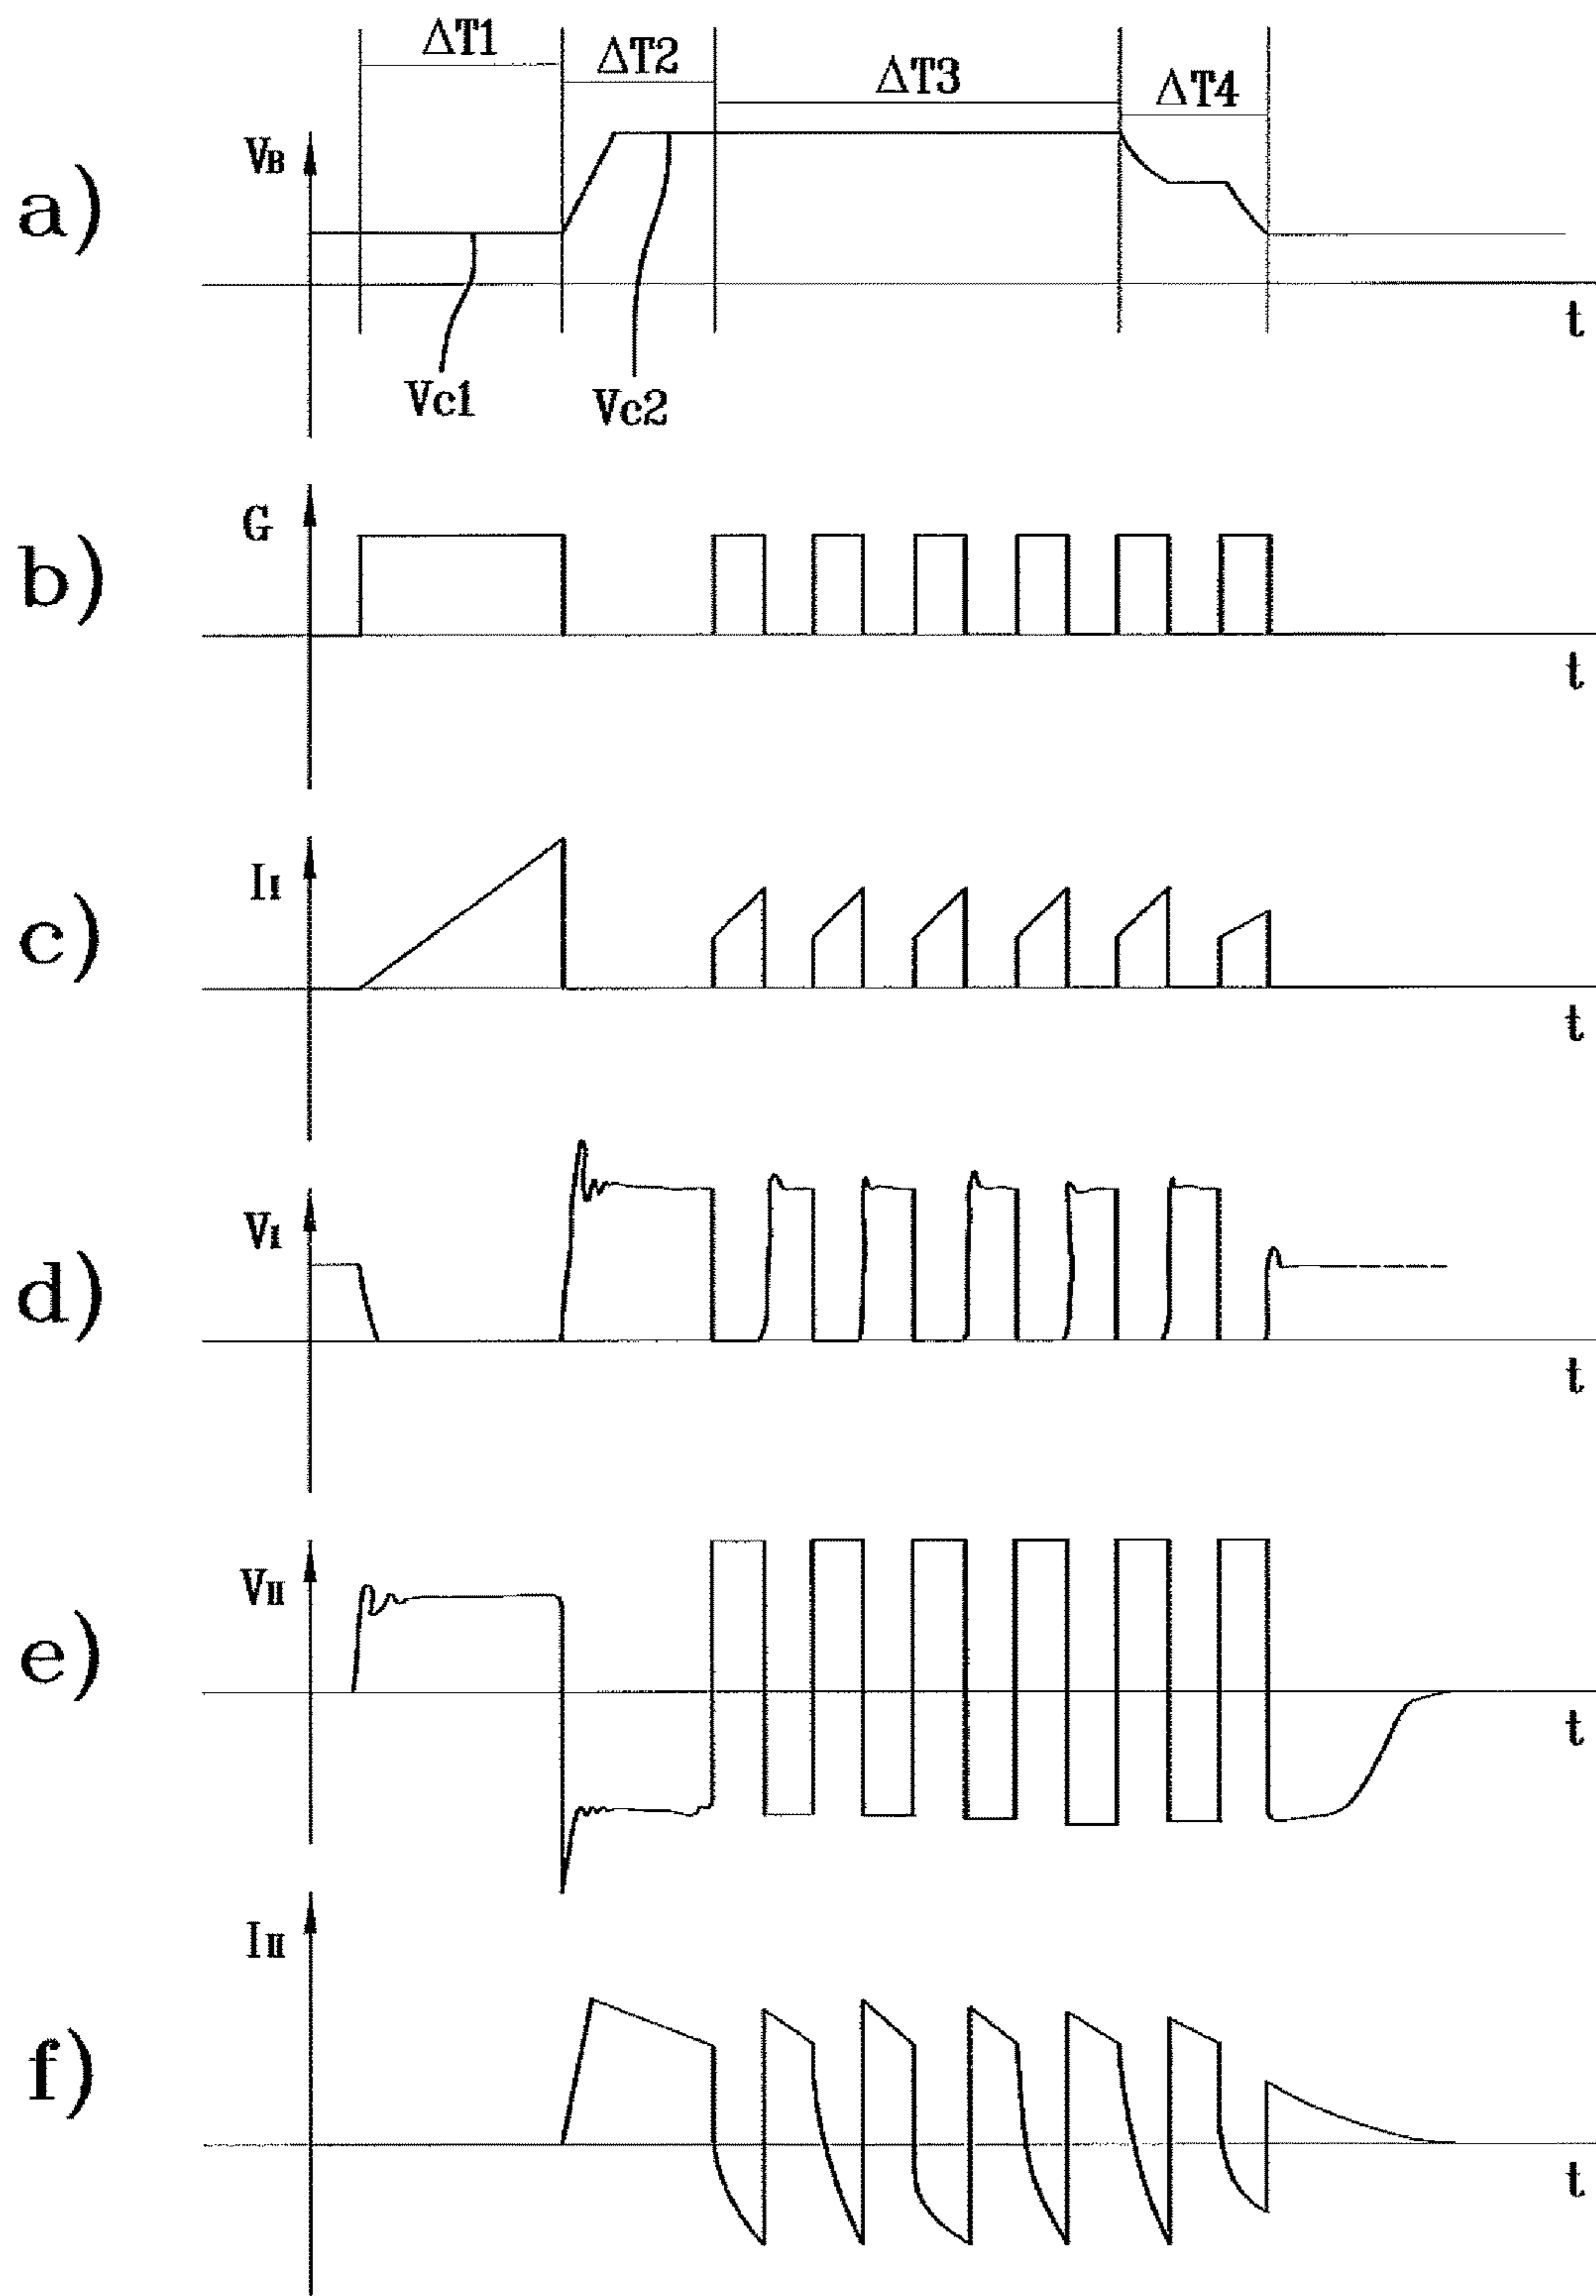 ΔT1
ΔT2
ΔT3
ΔT4
a)
VB
t
Vc1
Vc2
b)
G
t
c)
II
t
d)
VI
t
e)
VII
t
f)
III
t